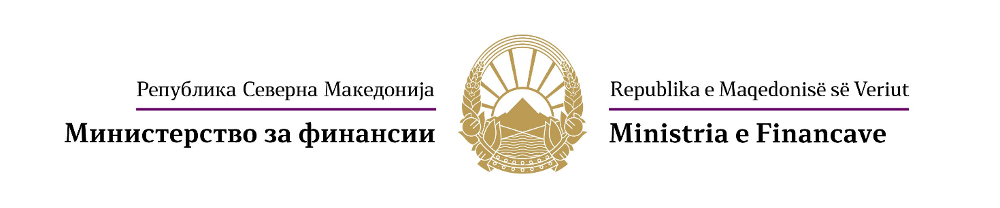 Република Северна Македонија
Министерство за финансии
Republika e Maqedonisë së Veriut
Ministria e Financave